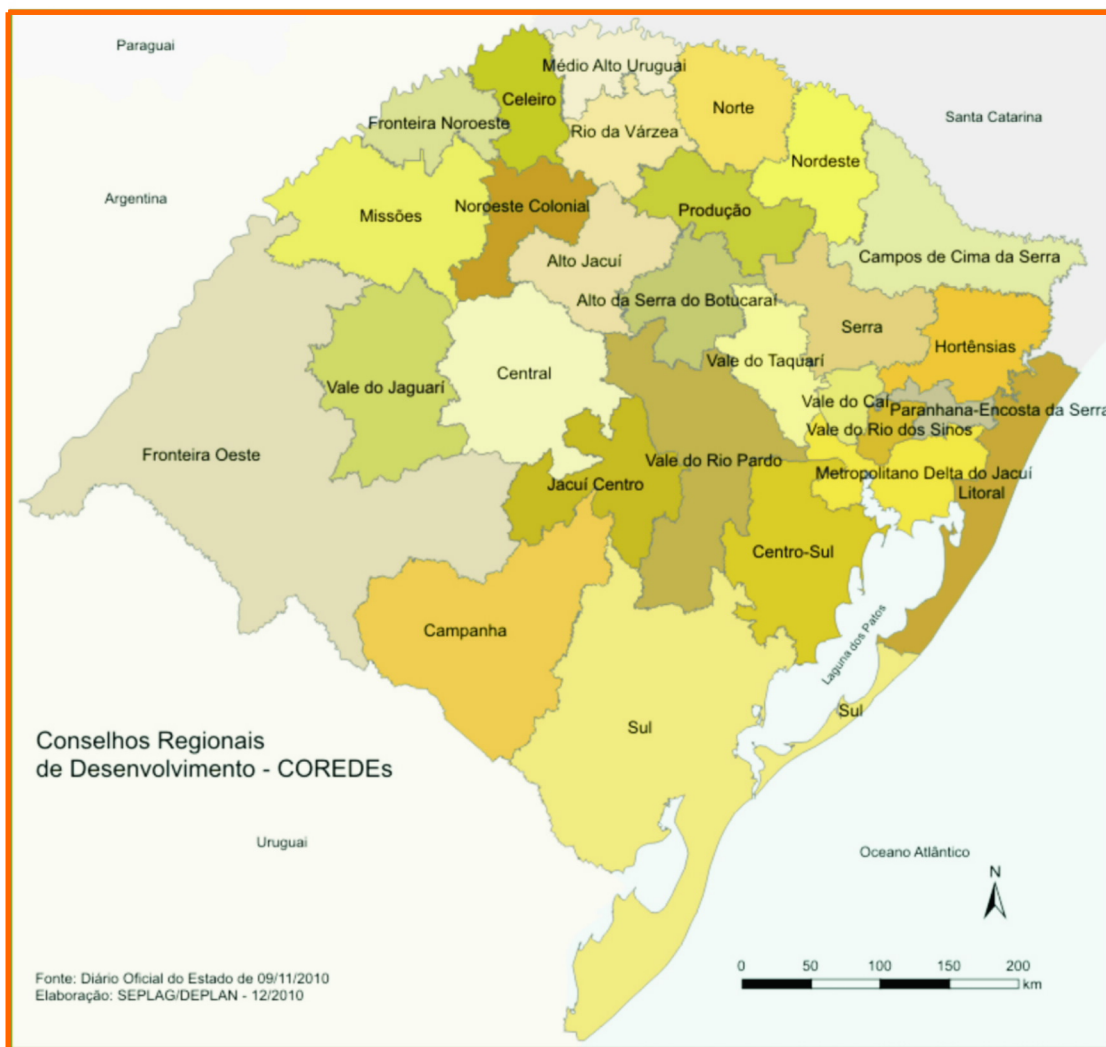 Paraguai
Médio Alto Uruguai
Celeiro
Norte
Santa Catarina
Fronteira Noroeste
Rio da Várzea
Nordeste
Argentina
Noroeste Colonial
Produção
Missões
Campos de Cima da Serra
Alto Jacuí
Alto da Serra do Botucaraí
Serra
Hortênsias
Vale do Taquarí
Central
Vale do Jaguarí
Vale do Caí
Paranhana-Encosta da Serra
Vale do Rio dos Sinos
Fronteira Oeste
Vale do Rio Pardo
Metropolitano Delta do Jacuí
Jacuí Centro
Litoral
Centro-Sul
Campanha
Laguna dos Patos
Sul
Sul
Conselhos Regionais
de Desenvolvimento - COREDEs
Uruguai
Oceano Atlântico
N
Fonte: Diário Oficial do Estado de 09/11/2010
Elaboração: SEPLAG/DEPLAN - 12/2010
0 50 100 150 200
km